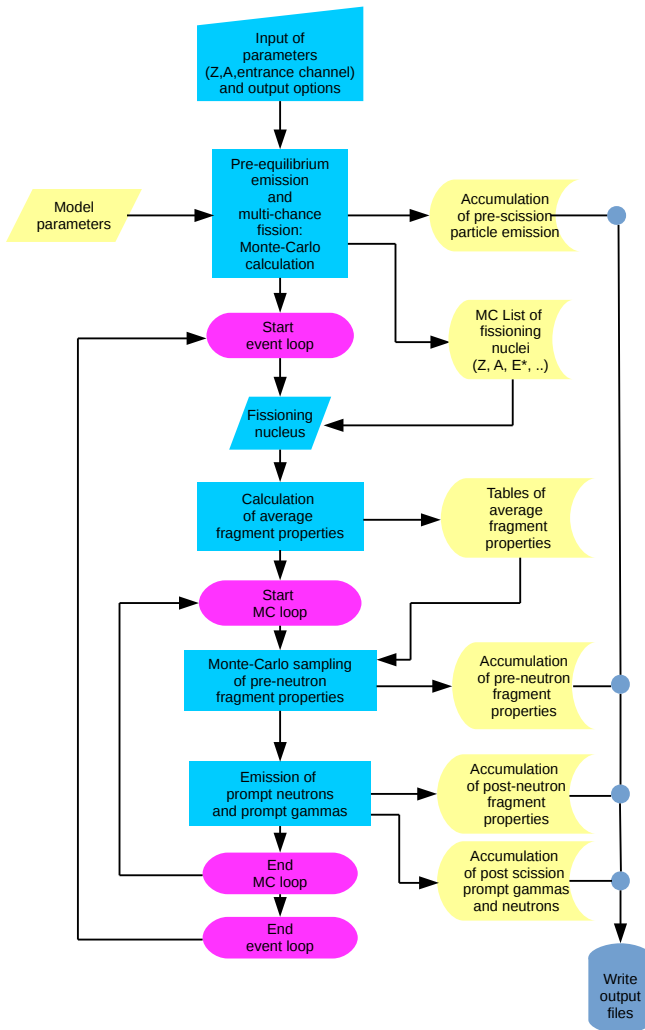 Input of
parameters
(Z,A,entrance channel)
and output options
Pre-equilibrium
emission
and
multi-chance
fission:
Monte-Carlo
calculation
Model
parameters
Accumulation
of pre-scission
particle emission
Start
event loop
MC List of
fissioning
nuclei
(Z, A, E*, ..)
Fissioning
nucleus
Calculation
of average
fragment properties
Tables of
average
fragment
properties
Start
MC loop
Monte-Carlo sampling
of pre-neutron
fragment properties
Accumulation
of pre-neutron
fragment
properties
Emission of
prompt neutrons
and prompt gammas
Accumulation
of post-neutron
fragment
properties
End
MC loop
Accumulation
of post scission
prompt gammas
and neutrons
End
event loop
Write
output
files